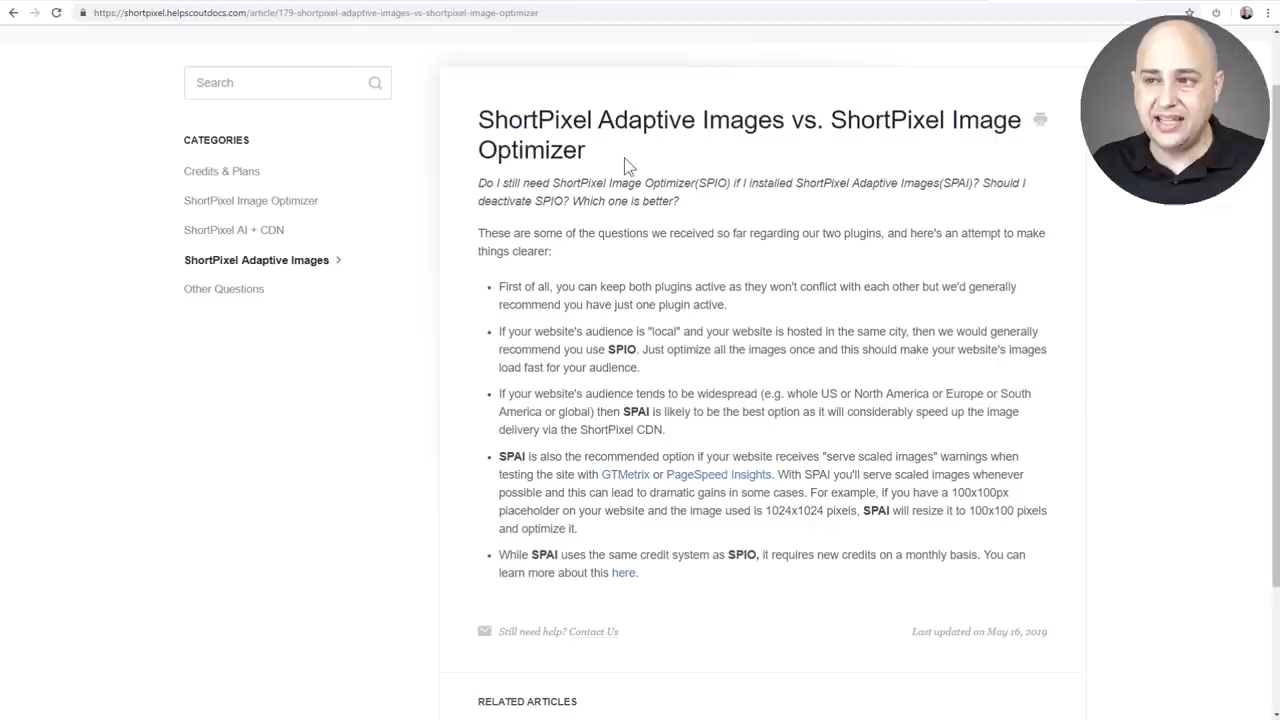 https://shortpixel.helpscoutdocs.com/article/179-shortpixel-adaptive-images-vs-shortpixel-image-optimizer
Search
CATEGORIES
Credits & Plans
ShortPixel Image Optimizer
ShortPixel AI + CDN
ShortPixel Adaptive Images
Other Questions
ShortPixel Adaptive Images vs. ShortPixel Image
Optimizer
Do I still need ShortPixel Image Optimizer(SPIO) if I installed ShortPixel Adaptive Images(SPAI)? Should I
deactivate SPIO? Which one is better?
These are some of the questions we received so far regarding our two plugins, and here's an attempt to make
things clearer:
First of all, you can keep both plugins active as they won't conflict with each other but we'd generally
recommend you have just one plugin active.
If your website's audience is "local" and your website is hosted in the same city, then we would generally
recommend you use SPIO. Just optimize all the images once and this should make your website's images
load fast for your audience.
If your website's audience tends to be widespread (e.g. whole US or North America or Europe or South
America or global) then SPAI is likely to be the best option as it will considerably speed up the image
delivery via the ShortPixel CDN.
SPAI is also the recommended option if your website receives "serve scaled images" warnings when
testing the site with GTMetrix or PageSpeed Insights. With SPAI you'll serve scaled images whenever
possible and this can lead to dramatic gains in some cases. For example, if you have a 100x100px
placeholder on your website and the image used is 1024x1024 pixels, SPAI will resize it to 100x100 pixels
and optimize it.
While SPAI uses the same credit system as SPIO, it requires new credits on a monthly basis. You can
learn more about this here.
Still need help? Contact Us
Last updated on May 16, 2019
RELATED ARTICLES